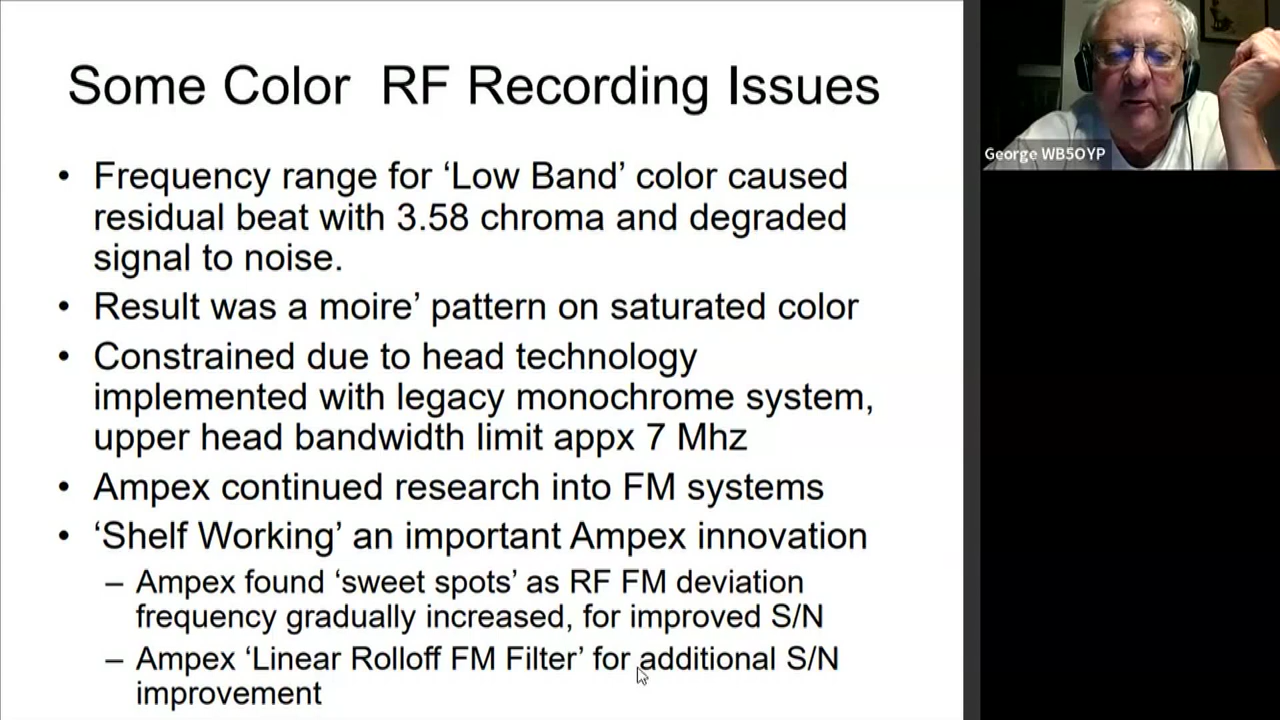 Some Color RF Recording Issues
• Frequency range for ‘Low Band’ color caused
residual beat with 3.58 chroma and degraded
signal to noise.
• Result was a moire’ pattern on saturated color
• Constrained due to head technology
implemented with legacy monochrome system,
upper head bandwidth limit appx 7 Mhz
• Ampex continued research into FM systems
• ‘Shelf Working’ an important Ampex innovation
– Ampex found ‘sweet spots’ as RF FM deviation
frequency gradually increased, for improved S/N
– Ampex ‘Linear Rolloff FM Filter’ for additional S/N
improvement
George WB5OYP